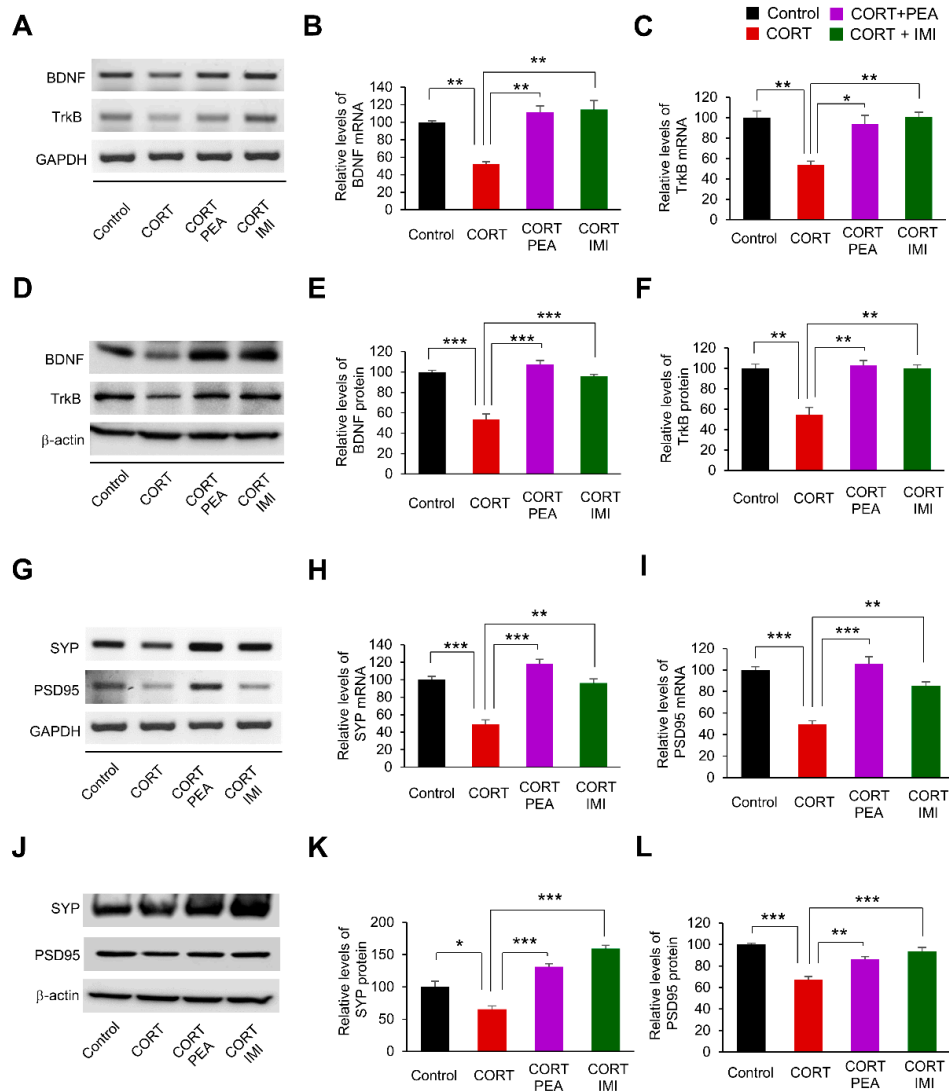 A
BDNF
TrkB
GAPDH
Control
CORT
CORT
PEA
CORT
IMI
B
Relative levels of
BDNF mRNA
140
120
100
80
60
40
20
0
**
**
**
Control
CORT
CORT
PEA
CORT
IMI
Control
CORT
CORT+PEA
CORT + IMI
C
Relative levels of
TrkB mRNA
120
100
80
60
40
20
0
**
*
**
Control
CORT
CORT
PEA
CORT
IMI
D
BDNF
TrkB
β-actin
Control
CORT
CORT
PEA
CORT
IMI
E
Relative levels of
BDNF protein
120
100
80
60
40
20
0
***
***
***
Control
CORT
CORT
PEA
CORT
IMI
F
Relative levels of
TrkB protein
120
100
80
60
40
20
0
**
**
**
Control
CORT
CORT
PEA
CORT
IMI
G
SYP
PSD95
GAPDH
Control
CORT
CORT
PEA
CORT
IMI
H
Relative levels of
SYP mRNA
140
120
100
80
60
40
20
0
***
***
**
Control
CORT
CORT
PEA
CORT
IMI
I
Relative levels of
PSD95 mRNA
120
100
80
60
40
20
0
***
***
**
Control
CORT
CORT
PEA
CORT
IMI
J
SYP
PSD95
β-actin
Control
CORT
CORT
PEA
CORT
IMI
K
Relative levels of
SYP protein
200
150
100
50
0
*
***
***
Control
CORT
CORT
PEA
CORT
IMI
L
Relative levels of
PSD95 protein
120
100
80
60
40
20
0
***
**
***
Control
CORT
CORT
PEA
CORT
IMI